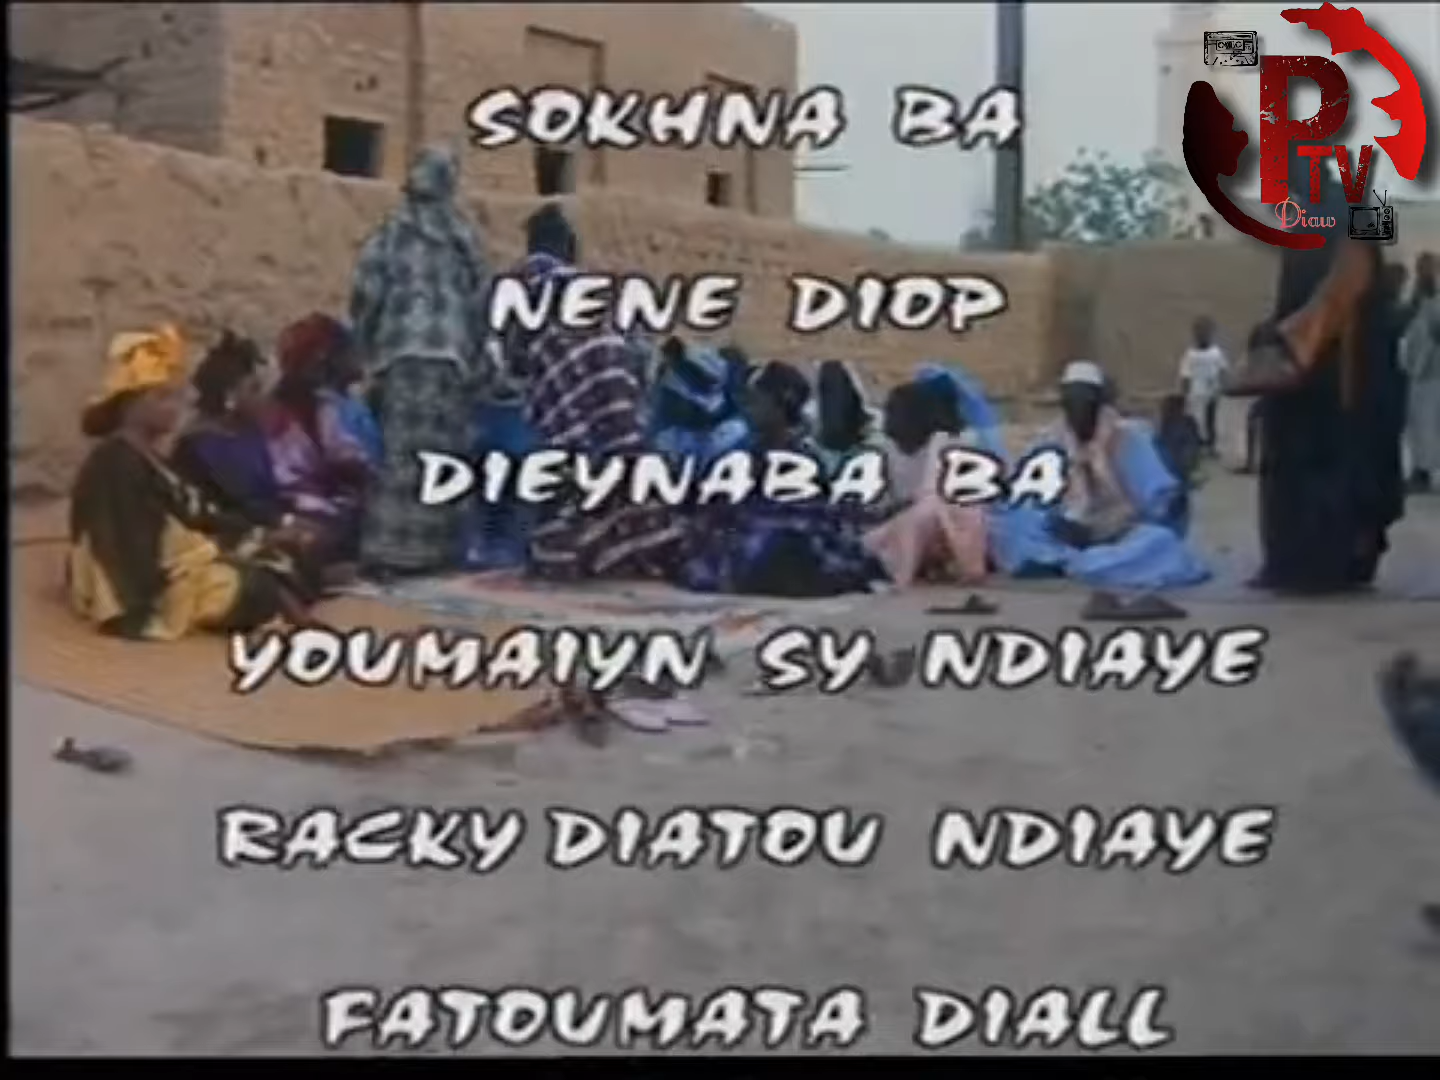 PTV
Diaw
SOKHNA BA
NENE DIOP
DIEYNABA BA
YOUMAIYN SY NDIAYE
RACKY DIATOU NDIAYE
FATOUMATA DIALL